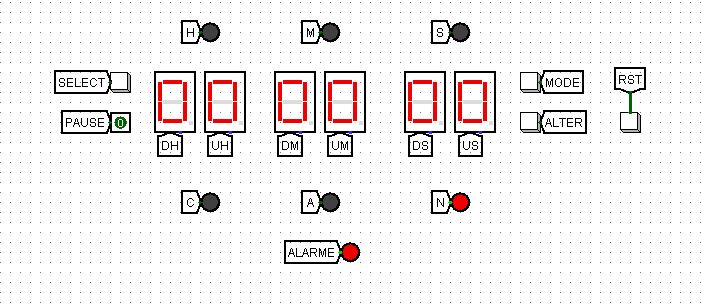 H M S
SELECT 00 00 00 MODE RST
PAUSE 0 ALTER
DH UH DM UM DS US
C A N
ALARME